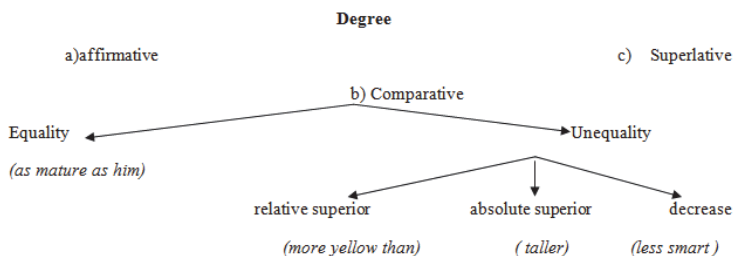 Degree
a)affirmative c) Superlative
b) Comparative
Equality Unequality
(as mature as him)
relative superior absolute superior decrease
(more yellow than) ( taller) (less smart )